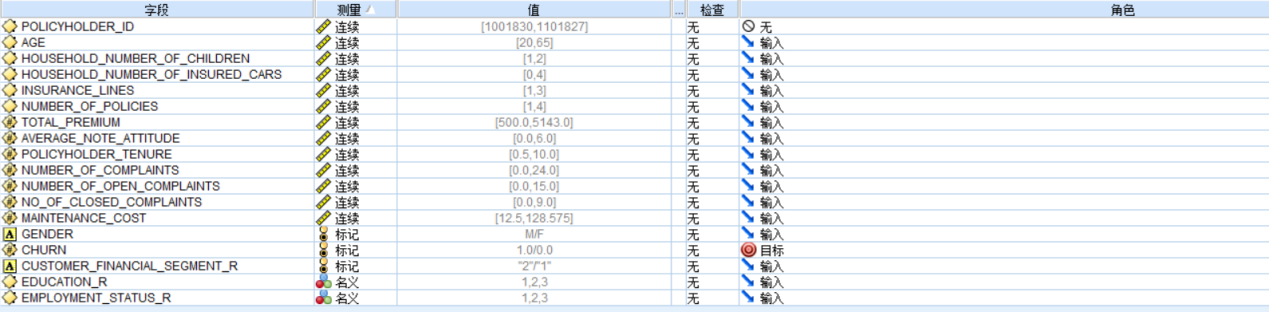 字段 测量 值 ... 检查 角色
POLICYHOLDER_ID 连续 [1001830,1101827] 无 无
AGE 连续 [20,65] 无 输入
HOUSEHOLD_NUMBER_OF_CHILDREN 连续 [1,2] 无 输入
HOUSEHOLD_NUMBER_OF_INSURED_CARS 连续 [0,4] 无 输入
INSURANCE_LINES 连续 [1,3] 无 输入
NUMBER_OF_POLICIES 连续 [1,4] 无 输入
TOTAL_PREMIUM 连续 [500.0,5143.0] 无 输入
AVERAGE_NOTE_ATTITUDE 连续 [0.0,6.0] 无 输入
POLICYHOLDER_TENURE 连续 [0.5,10.0] 无 输入
NUMBER_OF_COMPLAINTS 连续 [0.0,24.0] 无 输入
NUMBER_OF_OPEN_COMPLAINTS 连续 [0.0,15.0] 无 输入
NO_OF_CLOSED_COMPLAINTS 连续 [0.0,9.0] 无 输入
MAINTENANCE_COST 连续 [12.5,128.575] 无 输入
GENDER 标记 M/F 无 输入
CHURN 标记 1.0/0.0 无 目标
CUSTOMER_FINANCIAL_SEGMENT_R 标记 "2"/"1" 无 输入
EDUCATION_R 名义 1,2,3 无 输入
EMPLOYMENT_STATUS_R 名义 1,2,3 无 输入